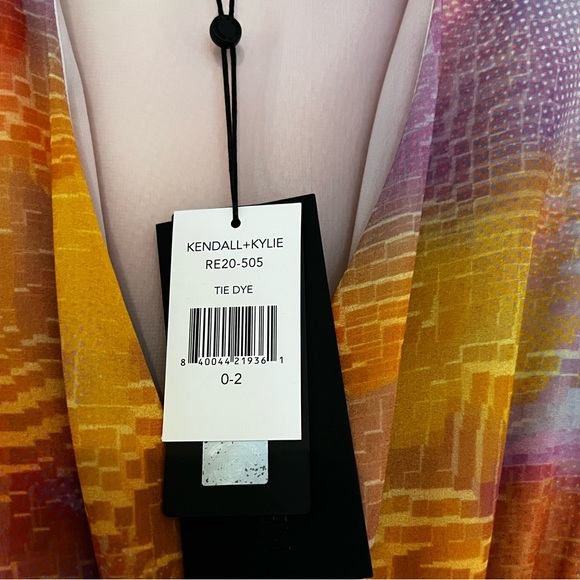 KENDALL+KYLIE
RE20-505
TIE DYE
8 40044 21936 1
0-2